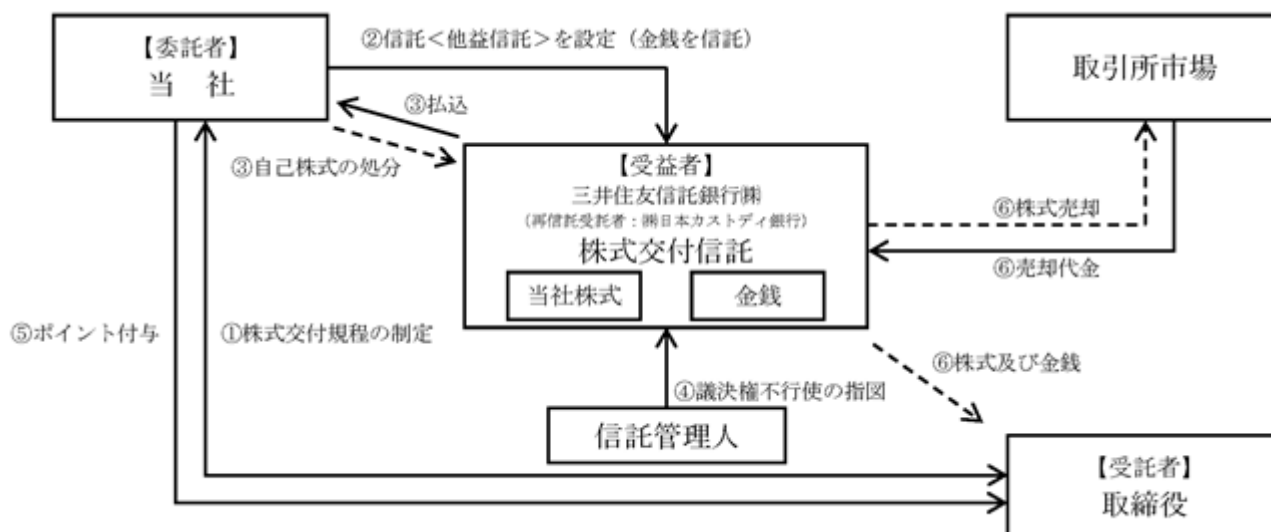 【委託者】
当　社
②信託＜他益信託＞を設定（金銭を信託）
取引所市場
③払込
③自己株式の処分
【受益者】
三井住友信託銀行㈱
（再信託受託者：㈱日本カストディ銀行）
株式交付信託
当社株式
金銭
⑥株式売却
⑥売却代金
⑤ポイント付与
①株式交付規程の制定
⑥株式及び金銭
④議決権不行使の指図
信託管理人
【受託者】
取締役